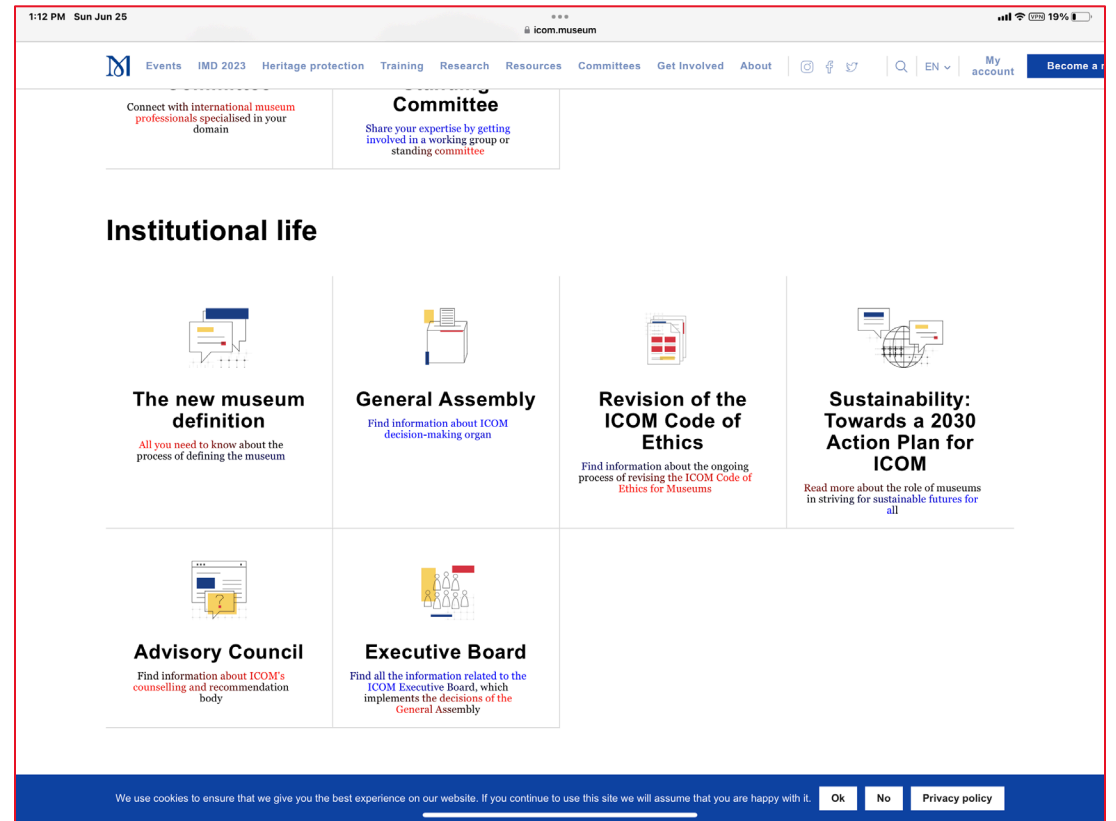 1:12 PM Sun Jun 25
icom.museum
VPN 19%
Events IMD 2023 Heritage protection Training Research Resources Committees Get Involved About EN My account Become a
Committee
Connect with international museum
professionals specialised in your
domain
Standing
Committee
Share your expertise by getting
involved in a working group or
standing committee
Institutional life
The new museum
definition
All you need to know about the
process of defining the museum
General Assembly
Find information about ICOM
decision-making organ
Revision of the
ICOM Code of
Ethics
Find information about the ongoing
process of revising the ICOM Code of
Ethics for Museums
Sustainability:
Towards a 2030
Action Plan for
ICOM
Read more about the role of museums
in striving for sustainable futures for
all
?
Advisory Council
Find information about ICOM's
counselling and recommendation
body
Executive Board
Find all the information related to the
ICOM Executive Board, which
implements the decisions of the
General Assembly
We use cookies to ensure that we give you the best experience on our website. If you continue to use this site we will assume that you are happy with it. Ok No Privacy policy